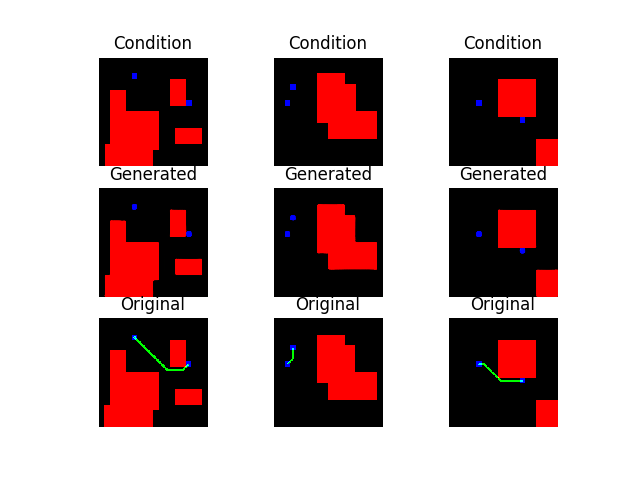 Condition Condition Condition
Generated Generated Generated
Original Original Original